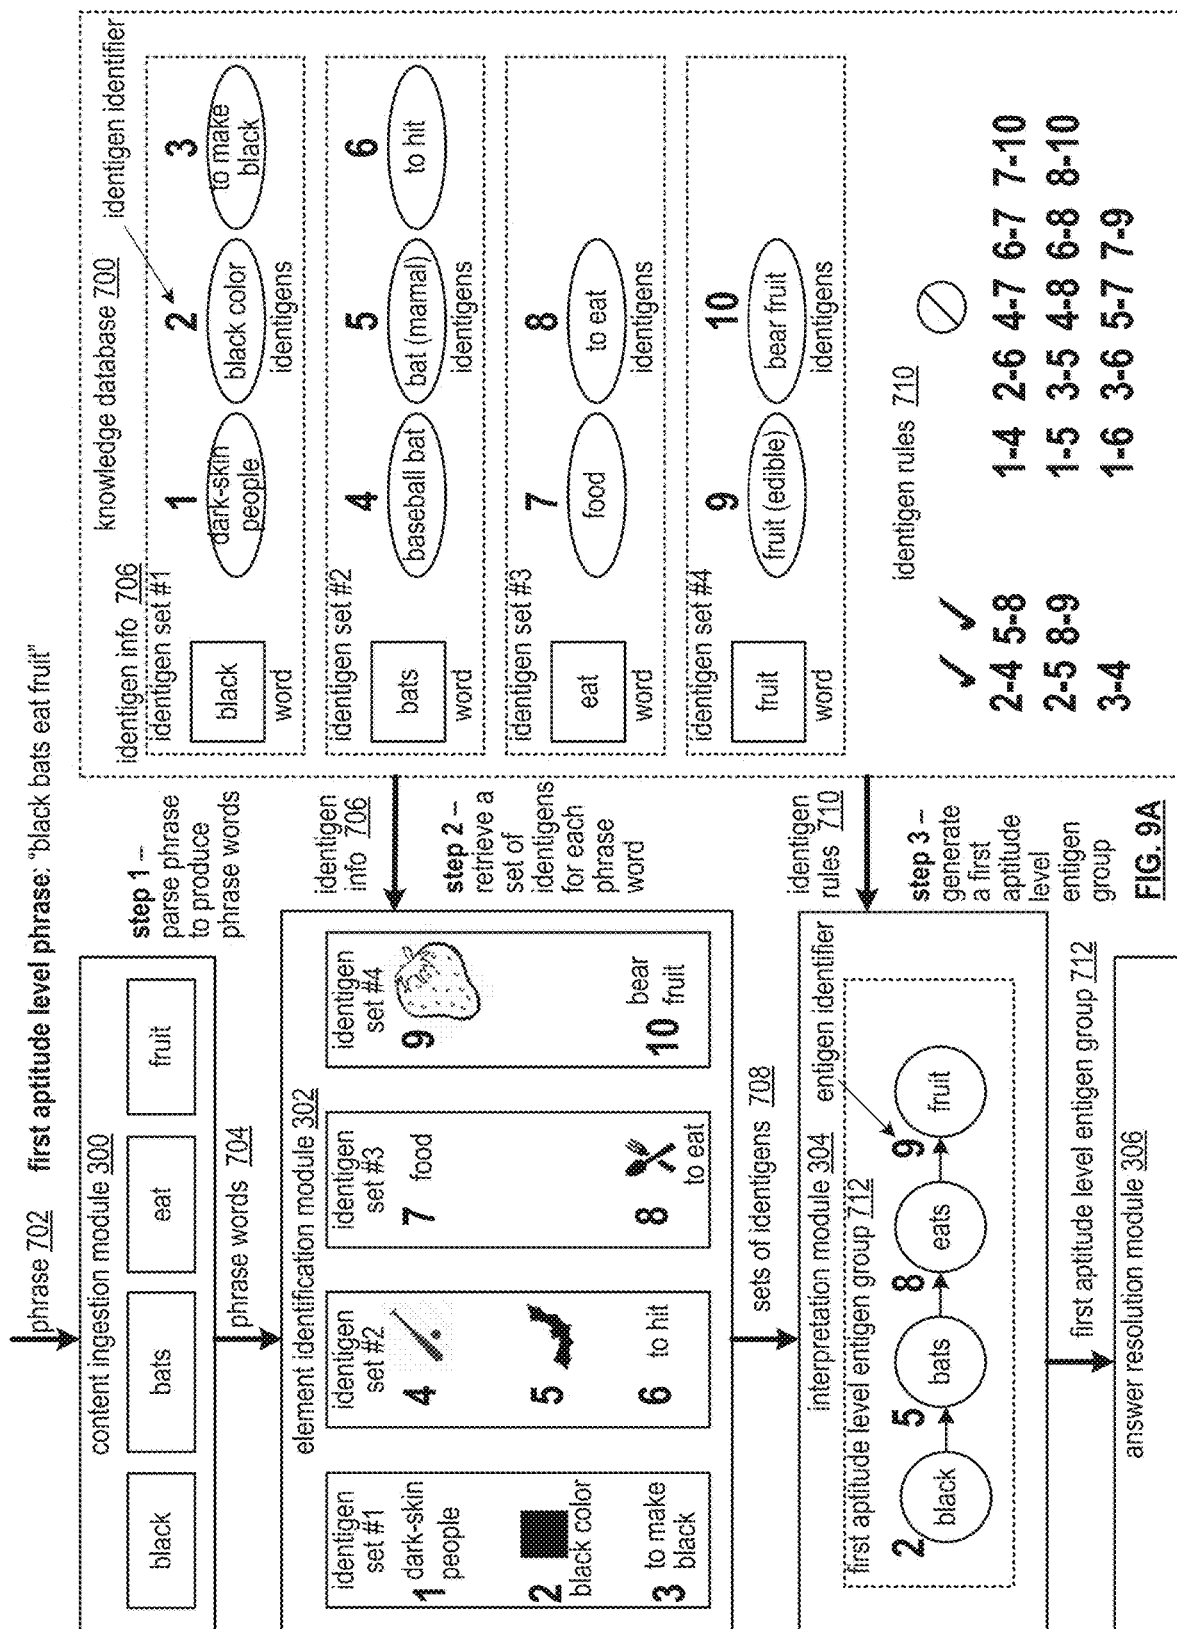 phrase 702
first aptitude level phrase: "black bats eat fruit"
content ingestion module 300
black
bats
eat
fruit
step 1 –
parse phrase
to produce
phrase words
phrase words 704
element identification module 302
identigen
set #1
1
dark-skin
people
2
black color
3
to make
black
identigen
set #2
4
5
6
to hit
identigen
set #3
7
food
8
to eat
identigen
set #4
9
10
bear
fruit
identigen
info 706
step 2 –
retrieve a
set of
identigens
for each
phrase
word
sets of identigens 708
interpretation module 304
first aptitude level entigen group 712
entigen identifier
2
black
5
bats
8
eats
9
fruit
identigen
rules 710
step 3 –
generate
a first
aptitude
level
entigen
group
first aptitude level entigen group 712
answer resolution module 306
FIG. 9A
knowledge database 700
identigen identifier
identigen info 706
identigen set #1
black
word
1
dark-skin
people
2
black color
3
to make
black
identigens
identigen set #2
bats
word
4
baseball bat
5
bat (mamal)
6
to hit
identigens
identigen set #3
eat
word
7
food
8
to eat
identigens
identigen set #4
fruit
word
9
fruit (edible)
10
bear fruit
identigens
identigen rules 710
2-4 5-8
2-5 8-9
3-4
1-4 2-6 4-7 6-7 7-10
1-5 3-5 4-8 6-8 8-10
1-6 3-6 5-7 7-9